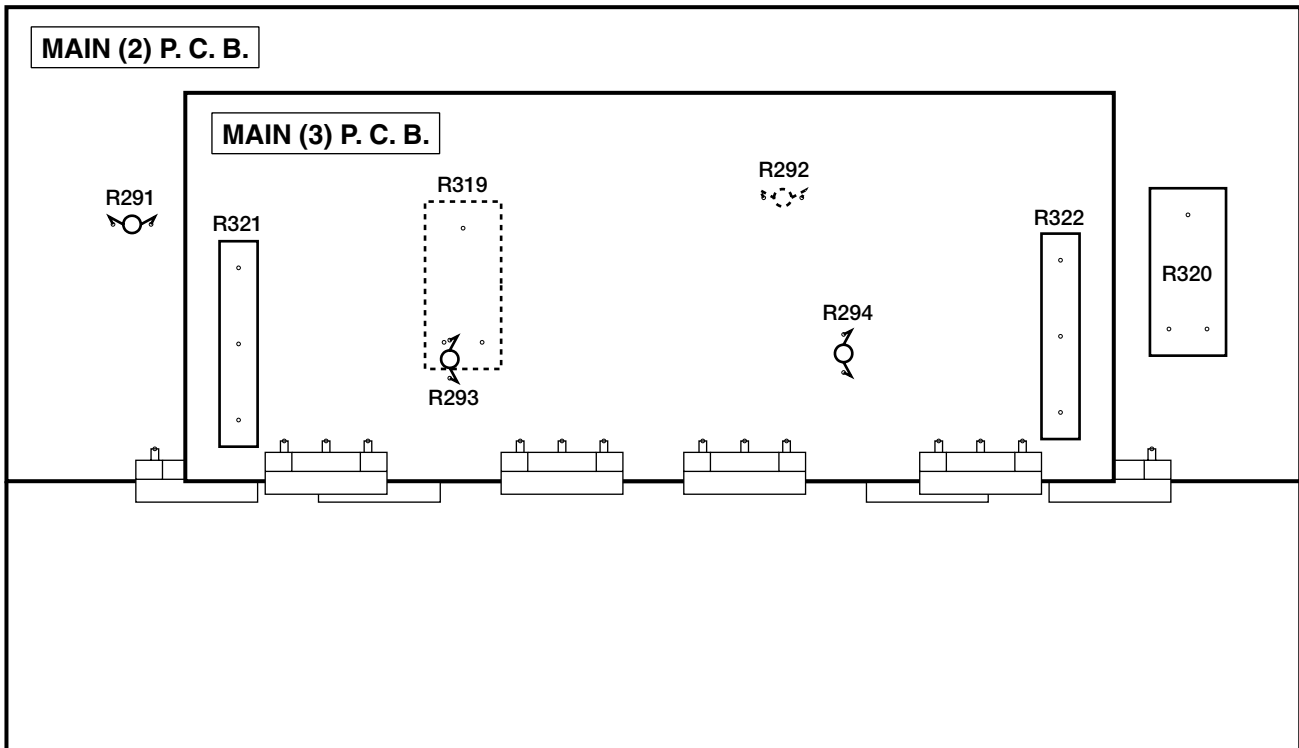 MAIN (2) P. C. B.
MAIN (3) P. C. B.
R291
R321
R319
R292
R322
R320
R294
R293